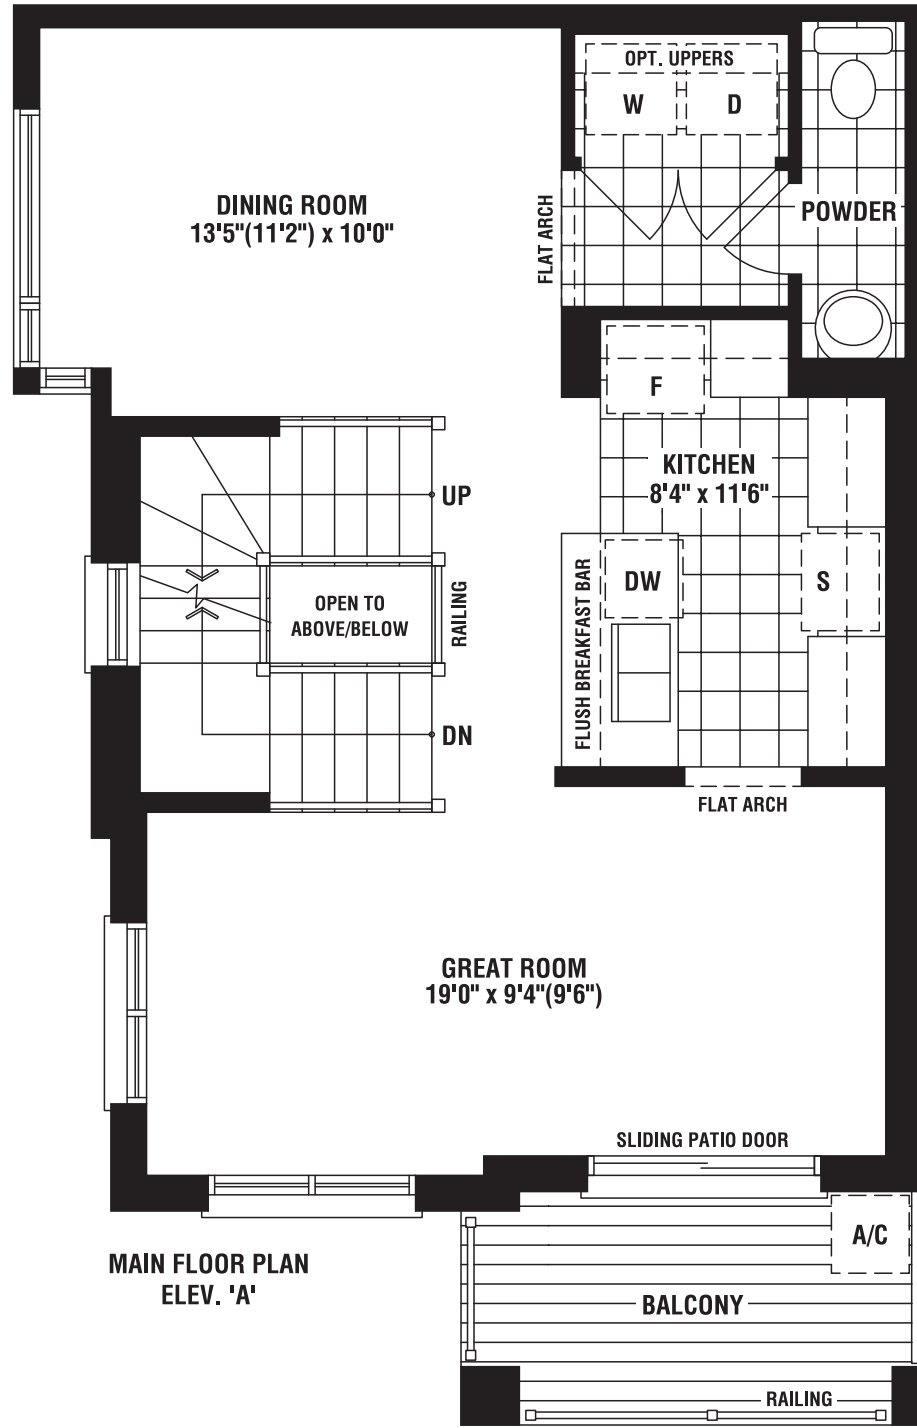 OPT. UPPERS
W
D
DINING ROOM
13'5"(11'2") x 10'0"
FLAT ARCH
POWDER
F
KITCHEN
8'4" x 11'6"
UP
OPEN TO
ABOVE/BELOW
RAILING
DW
S
FLUSH BREAKFAST BAR
DN
FLAT ARCH
GREAT ROOM
19'0" x 9'4"(9'6")
SLIDING PATIO DOOR
A/C
MAIN FLOOR PLAN
ELEV. 'A'
BALCONY
RAILING